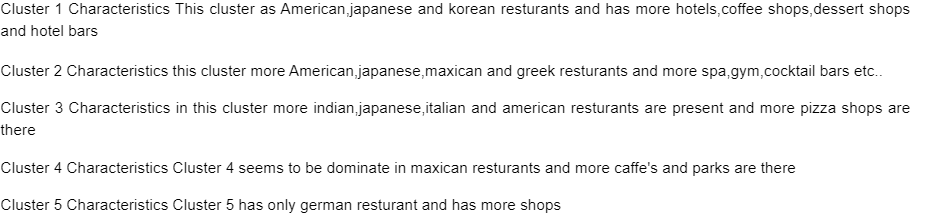 Cluster 1 Characteristics This cluster as American,japanese and korean resturants and has more hotels,coffee shops,dessert shops
and hotel bars
Cluster 2 Characteristics this cluster more American,japanese,maxican and greek resturants and more spa,gym,cocktail bars etc..
Cluster 3 Characteristics in this cluster more indian,japanese,italian and american resturants are present and more pizza shops are
there
Cluster 4 Characteristics Cluster 4 seems to be dominate in maxican resturants and more caffe's and parks are there
Cluster 5 Characteristics Cluster 5 has only german resturant and has more shops